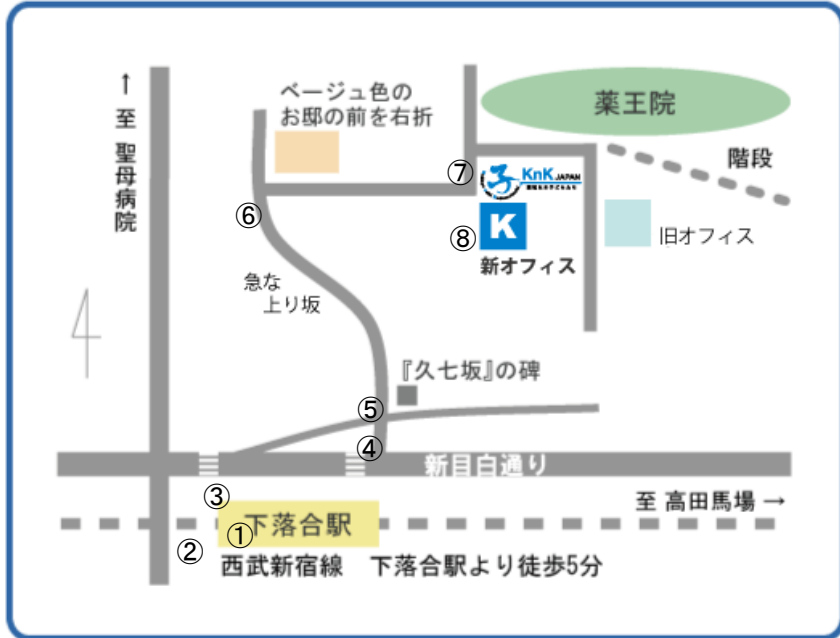 ↑
至
聖母病院
ベージュ色の
お邸の前を右折
薬王院
階段
⑦
子
KnK JAPAN
⑥
⑧
K
旧オフィス
新オフィス
急な
上り坂
『久七坂』の碑
⑤
④
新目白通り
③
至 高田馬場 →
①
下落合駅
②
西武新宿線　下落合駅より徒歩5分